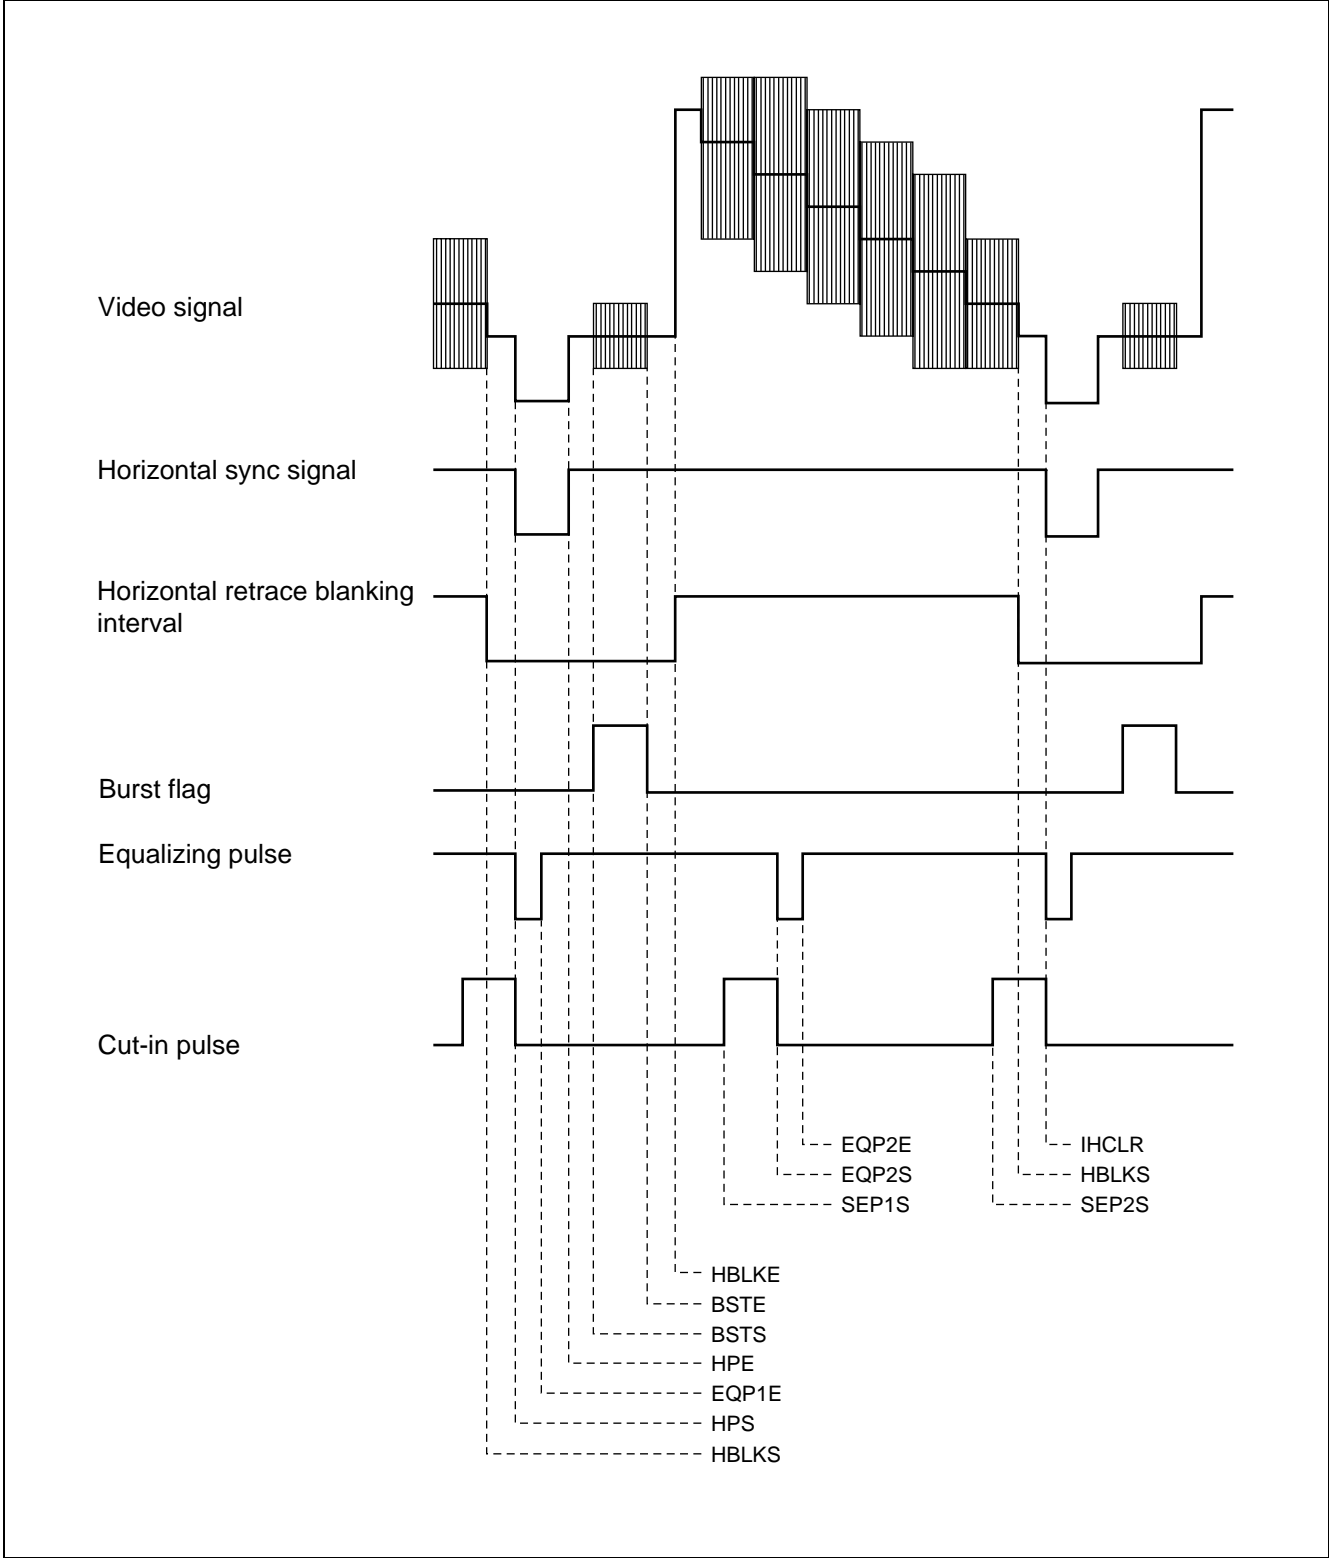 Video signal
Horizontal sync signal
Horizontal retrace blanking
interval
Burst flag
Equalizing pulse
Cut-in pulse
EQP2E
EQP2S
SEP1S
IHCLR
HBLKS
SEP2S
HBLKE
BSTE
BSTS
HPE
EQP1E
HPS
HBLKS